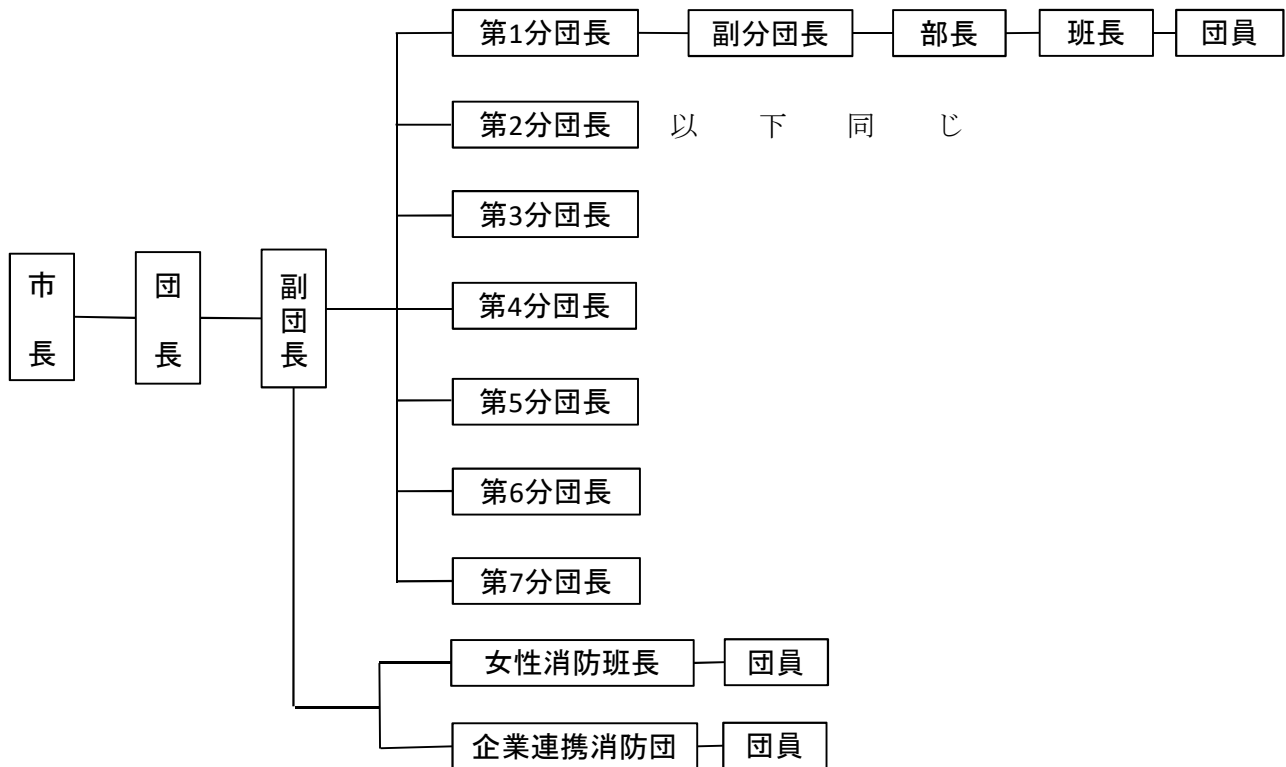 第1分団長 副分団長 部長 班長 団員
第2分団長 以下同じ
第3分団長
市長 団長 副団長
第4分団長
第5分団長
第6分団長
第7分団長
女性消防班長 団員
企業連携消防団 団員